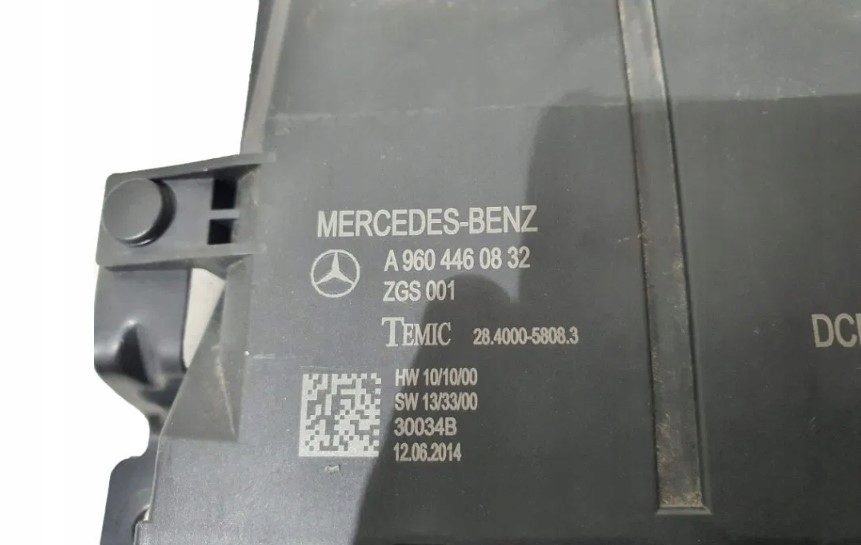 MERCEDES-BENZ
A 960 446 08 32
ZGS 001
TEMIC 28.4000-5808.3
HW 10/10/00
SW 13/33/00
30034B
12.06.2014